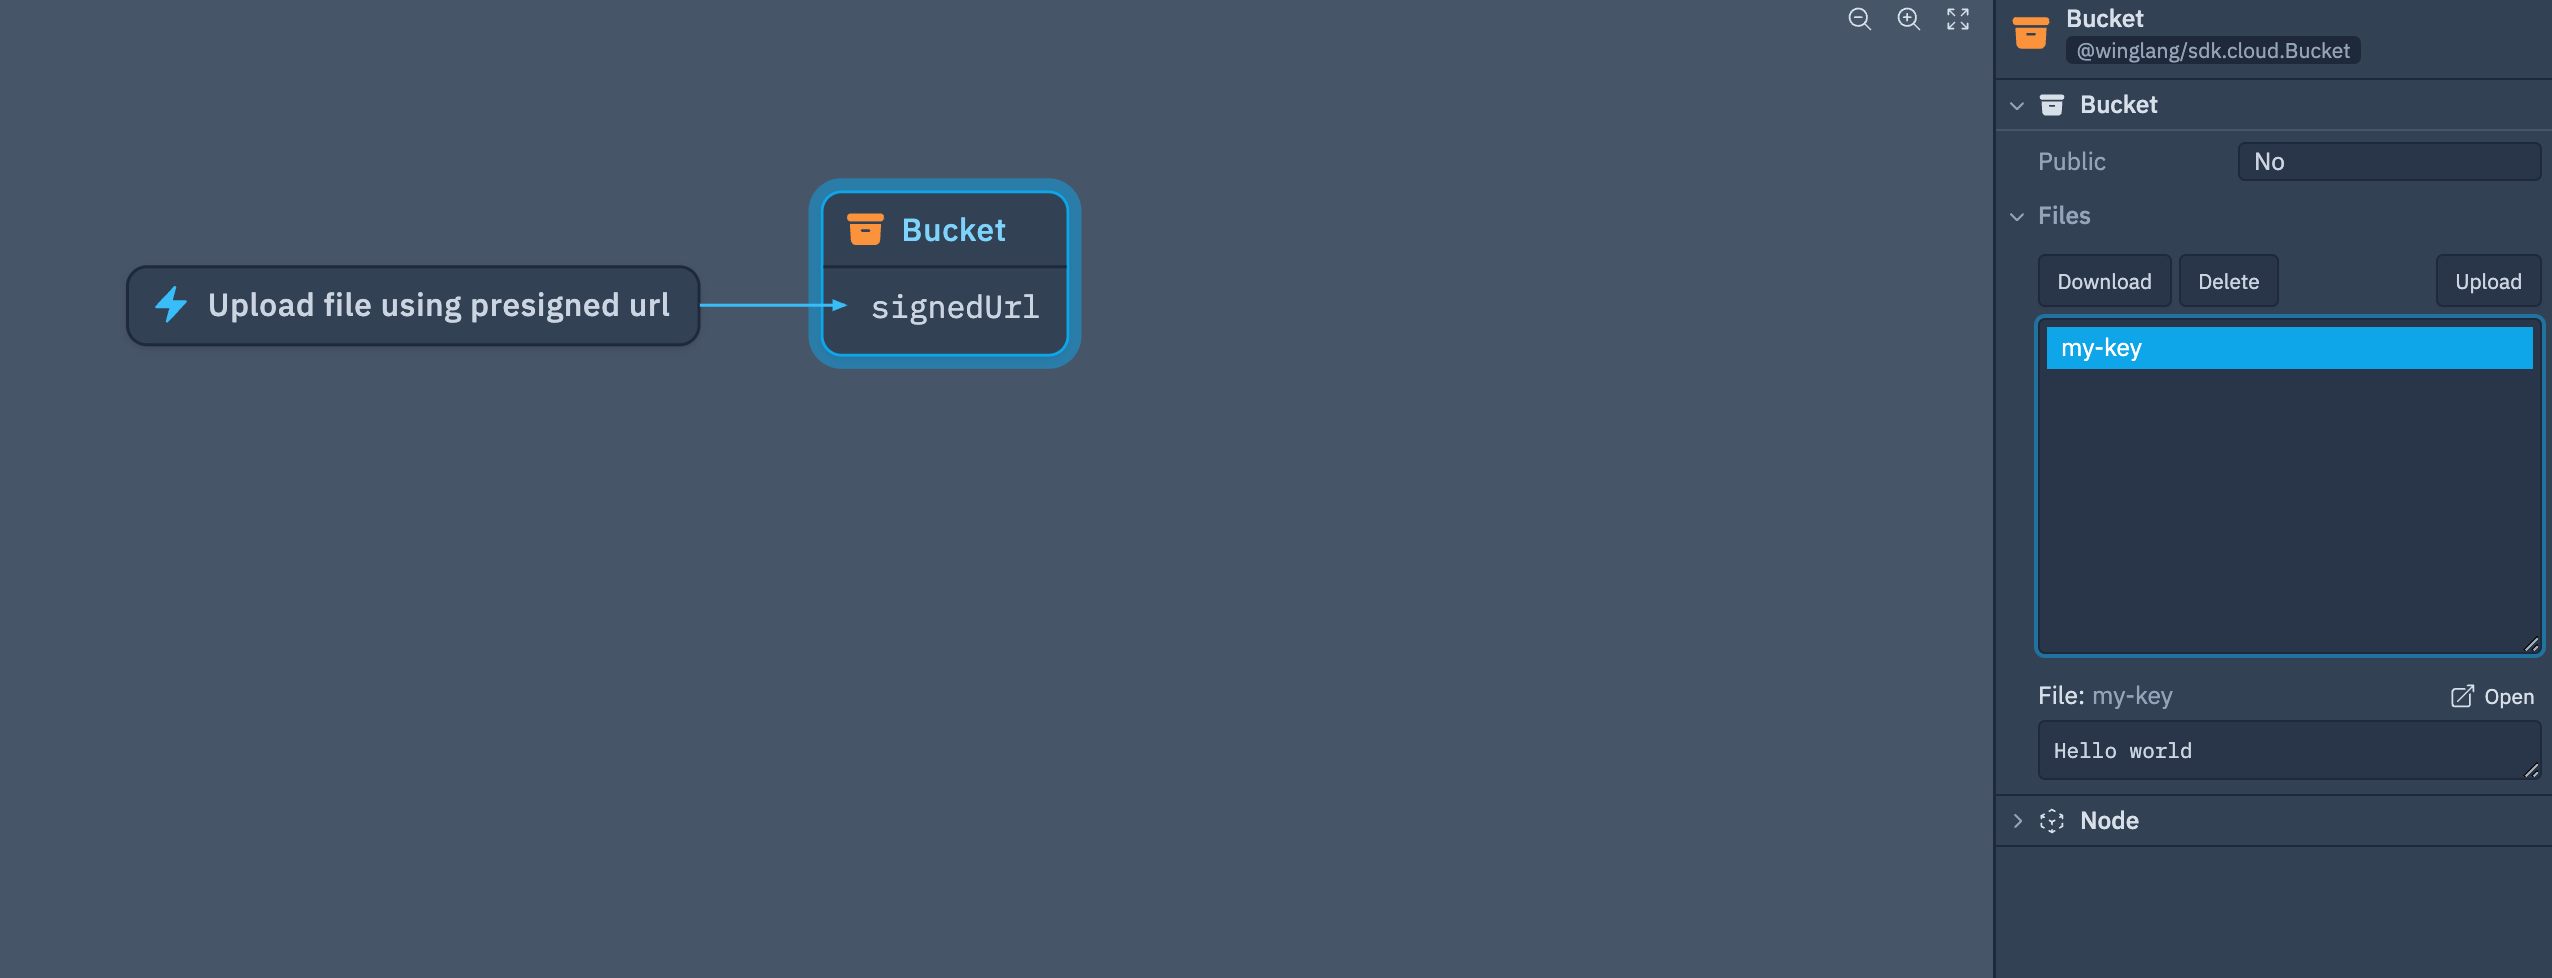 Upload file using presigned url
Bucket
signedUrl
Bucket
@winglang/sdk.cloud.Bucket
Bucket
Public No
Files
Download Delete Upload
my-key
File: my-key Open
Hello world
Node